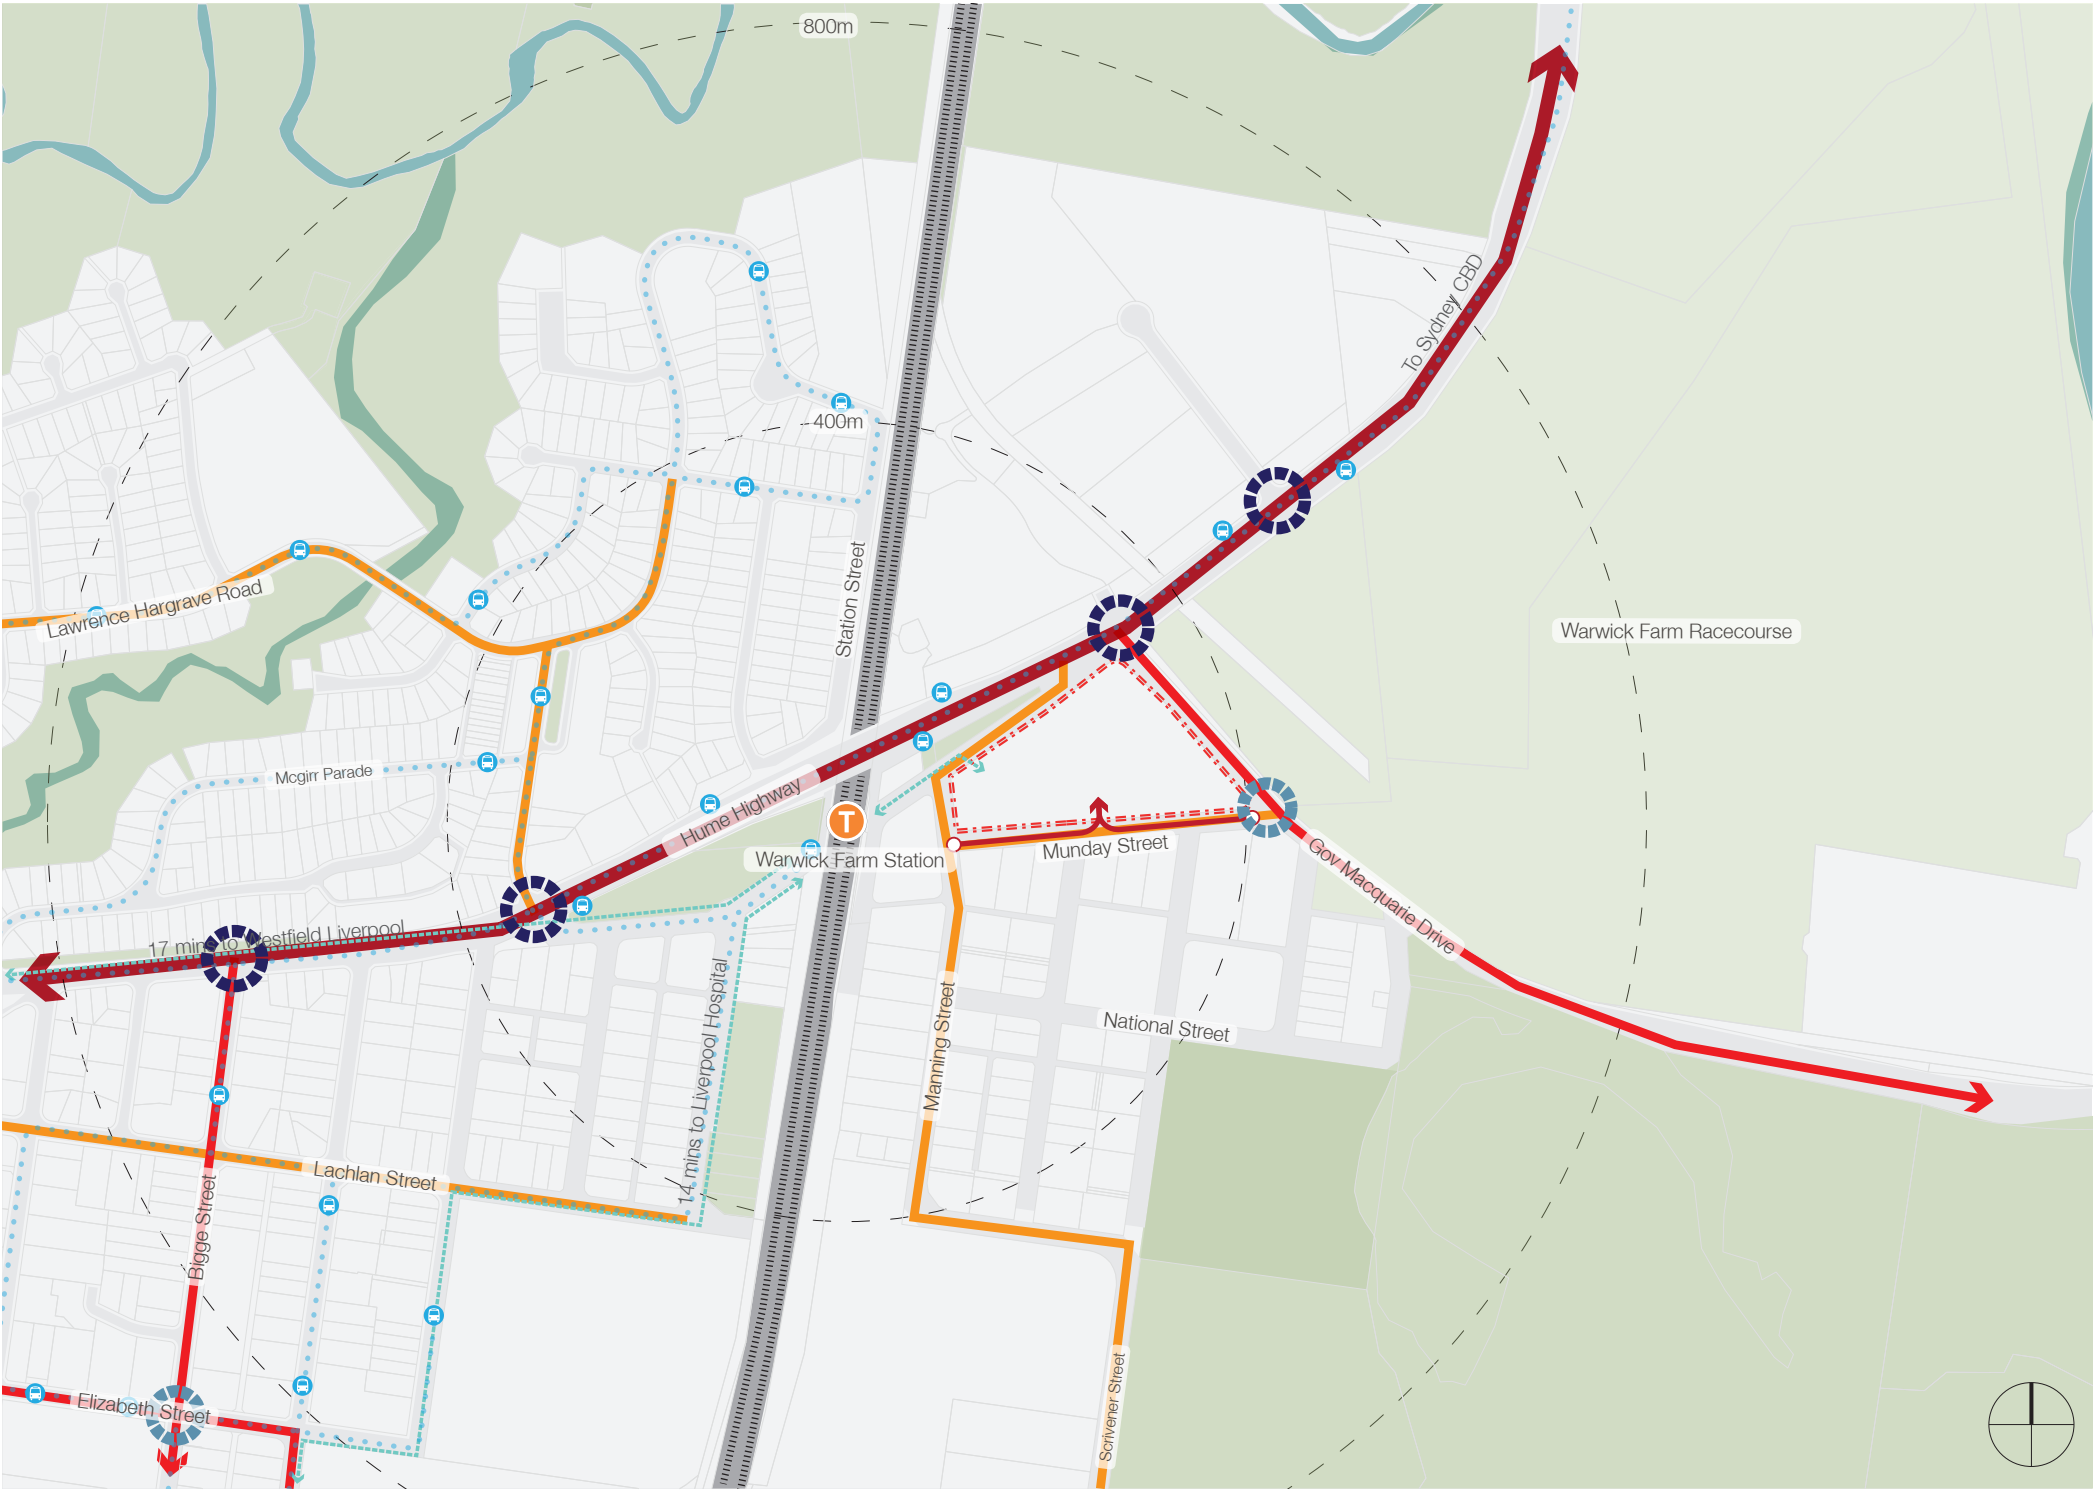 800m
To Sydney CBD
400m
Station Street
Lawrence Hargrave Road
Warwick Farm Racecourse
Mcgirr Parade
Hume Highway
T
Warwick Farm Station
Munday Street
Gov Macquarie Drive
17 mins to Westfield Liverpool
14 mins to Liverpool Hospital
Manning Street
National Street
Lachlan Street
Bigge Street
Elizabeth Street
Scrivener Street